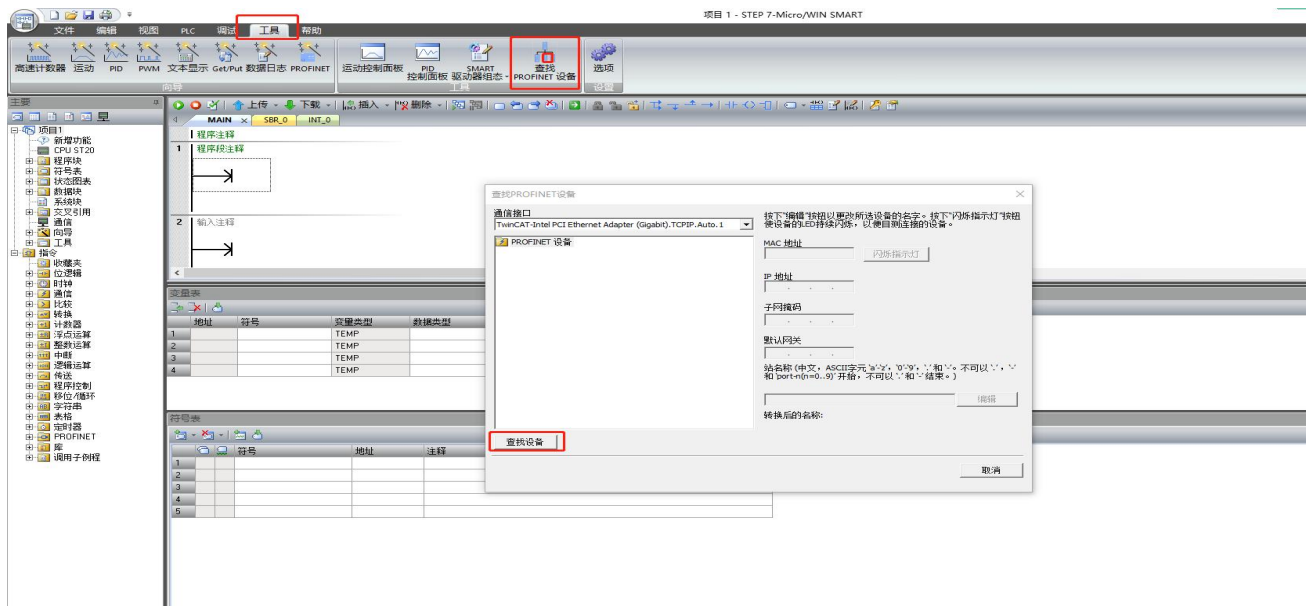 项目 1 - STEP 7-Micro/WIN SMART
文件 编辑 视图 PLC 调试 工具 帮助
高速计数器 运动 PID PWM 文本显示 Get/Put 数据日志 PROFINET
运动控制面板 PID 控制面板 SMART 驱动器组态 查找 PROFINET 设备 选项
向导 工具 设置
主要
上传 下载 插入 删除
MAIN SBR_0 INT_0
项目1
新增功能
CPU ST20
程序块
符号表
状态图表
数据块
系统块
交叉引用
通信
向导
工具
指令
收藏夹
位逻辑
时钟
通信
比较
转换
计数器
浮点运算
整数运算
中断
逻辑运算
传送
程序控制
移位/循环
字符串
表格
定时器
PROFINET
库
调用子例程
程序注释
1 程序段注释
2 输入注释
变量表
地址 符号 变量类型 数据类型
1 TEMP
2 TEMP
3 TEMP
4 TEMP
符号表
符号 地址 注释
1
2
3
4
5
查找PROFINET设备
通信接口
TwinCAT-Intel PCI Ethernet Adapter (Gigabit).TCPIP.Auto.1
PROFINET 设备
查找设备
按下"编辑"按钮以更改所选设备的名字。按下"闪烁指示灯"按钮
使设备的LED持续闪烁，以便目测连接的设备。
MAC 地址
闪烁指示灯
IP 地址
子网掩码
默认网关
站名称 (中文，ASCII字元 'a'-'z'，'0'-'9'，'.' 和 '-'。不可以 '.'，'-'
和 'port-n(n=0..9)' 开始，不可以 '.' 和 '-' 结束。)
编辑
转换后的名称:
取消